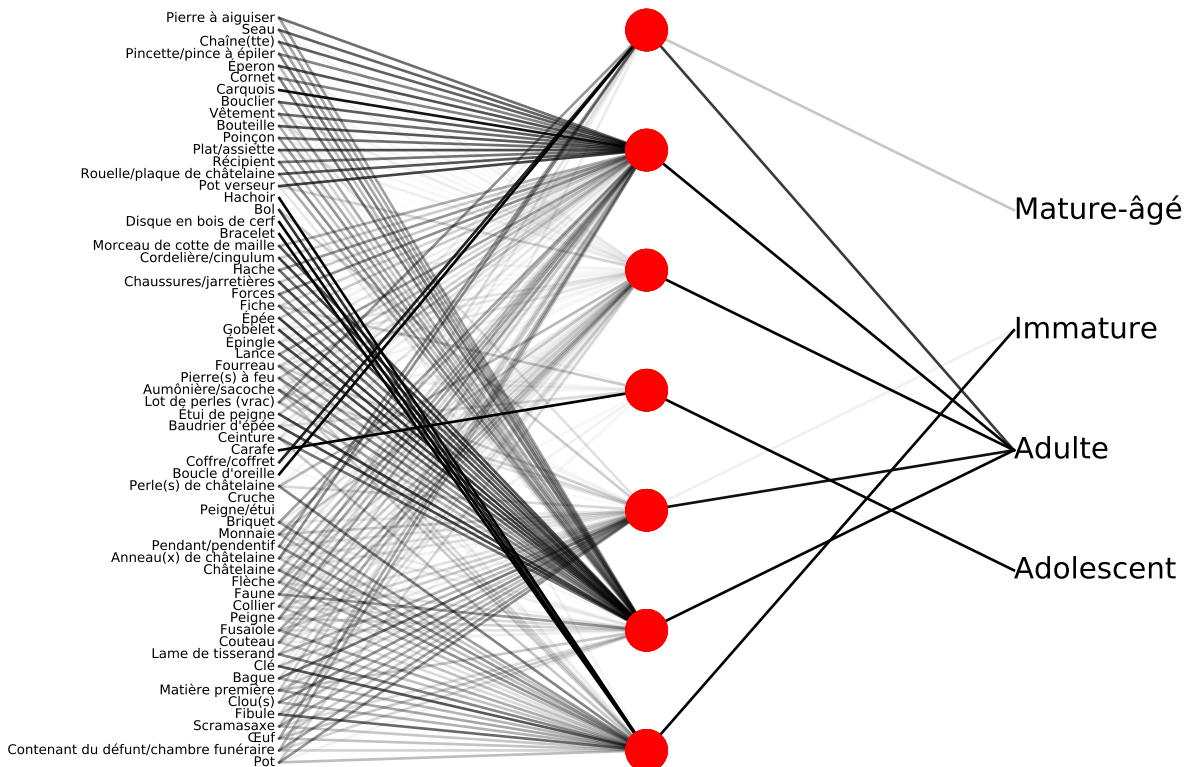 Pierre à aiguiser
Seau
Chaîne(tte)
Pincette/pince à épiler
Éperon
Cornet
Carquois
Bouclier
Vêtement
Bouteille
Poinçon
Plat/assiette
Récipient
Rouelle/plaque de châtelaine
Pot verseur
Hachoir
Bol
Disque en bois de cerf
Bracelet
Morceau de cotte de maille
Cordelière/cingulum
Hache
Chaussures/jarretières
Forces
Fiche
Épée
Gobelet
Épingle
Lance
Fourreau
Pierre(s) à feu
Aumônière/sacoche
Lot de perles (vrac)
Étui de peigne
Baudrier d'épée
Ceinture
Carafe
Coffre/coffret
Boucle d'oreille
Perle(s) de châtelaine
Cruche
Peigne/étui
Briquet
Monnaie
Pendant/pendentif
Anneau(x) de châtelaine
Châtelaine
Flèche
Faune
Collier
Peigne
Fusaïole
Couteau
Lame de tisserand
Clé
Bague
Matière première
Clou(s)
Fibule
Scramasaxe
Œuf
Contenant du défunt/chambre funéraire
Pot
Mature-âgé
Immature
Adulte
Adolescent